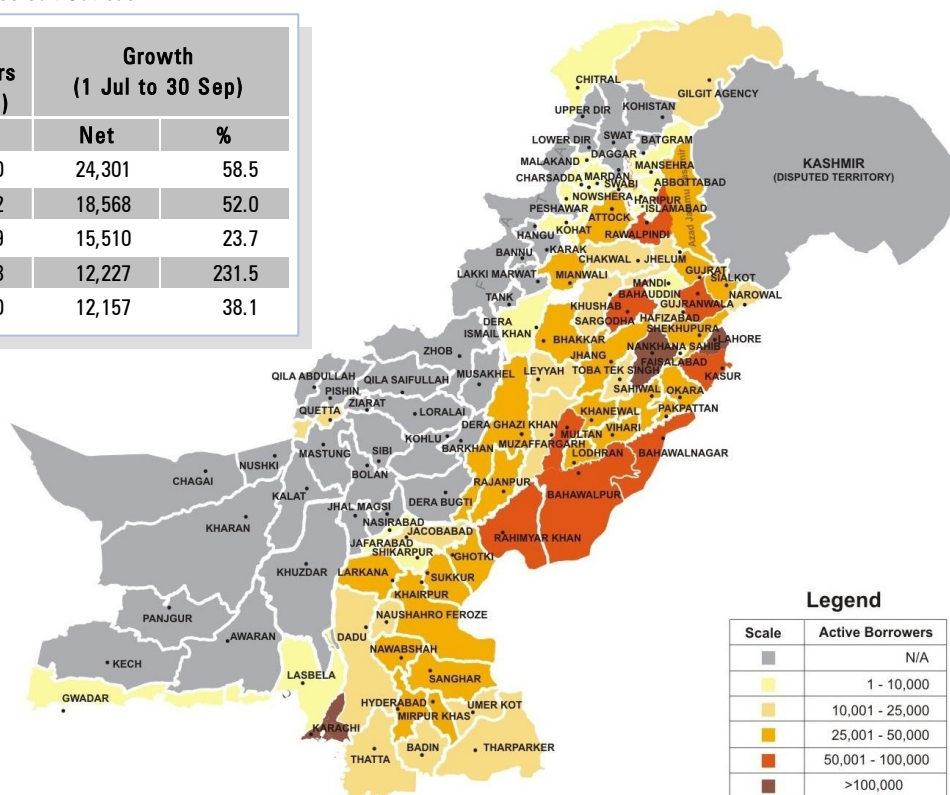 Growth
(1 Jul to 30 Sep)
Net %
24,301 58.5
18,568 52.0
15,510 23.7
12,227 231.5
12,157 38.1
CHITRAL
GILGIT AGENCY
UPPER DIR
KOHISTAN
LOWER DIR
SWAT
BATGRAM
DAGGAR
MALAKAND
MANSEHRA
KASHMIR
(DISPUTED TERRITORY)
CHARSADDA
MARDAN
SWABI
ABBOTTABAD
NOWSHERA
HARIPUR
PESHAWAR
ISLAMABAD
ATTOCK
Azad Jammu Kashmir
KOHAT
RAWALPINDI
HANGU
KARAK
BANNU
CHAKWAL
JHELUM
LAKKI MARWAT
MIANWALI
GUJRAT
SIALKOT
TANK
MANDI
BAHAUDDIN
NAROWAL
KHUSHAB
GUJRANWALA
SARGODHA
HAFIZABAD
DERA
ISMAIL KHAN
SHEKHUPURA
BHAKKAR
NANKHANA SAHIB
LAHORE
ZHOB
JHANG
FAISALABAD
QILA ABDULLAH
QILA SAIFULLAH
MUSAKHEL
LEYYAH
TOBA TEK SINGH
KASUR
PISHIN
SAHIWAL
OKARA
ZIARAT
QUETTA
LORALAI
KHANEWAL
PAKPATTAN
DERA GHAZI KHAN
VIHARI
MULTAN
KOHLU
MUZAFFARGARH
BARKHAN
MASTUNG
SIBI
LODHRAN
BAHAWALNAGAR
NUSHKI
BOLAN
CHAGAI
RAJANPUR
KALAT
BAHAWALPUR
DERA BUGTI
JHAL MAGSI
KHARAN
NASIRABAD
JACOBABAD
RAHIMYAR KHAN
JAFARABAD
SHIKARPUR
GHOTKI
KHUZDAR
LARKANA
SUKKUR
KHAIRPUR
PANJGUR
NAUSHAHRO FEROZE
AWARAN
DADU
NAWABSHAH
KECH
LASBELA
SANGHAR
GWADAR
HYDERABAD
UMER KOT
MIRPUR KHAS
KARACHI
THATTA
BADIN
THARPARKER
Legend
Scale Active Borrowers
N/A
1 - 10,000
10,001 - 25,000
25,001 - 50,000
50,001 - 100,000
>100,000